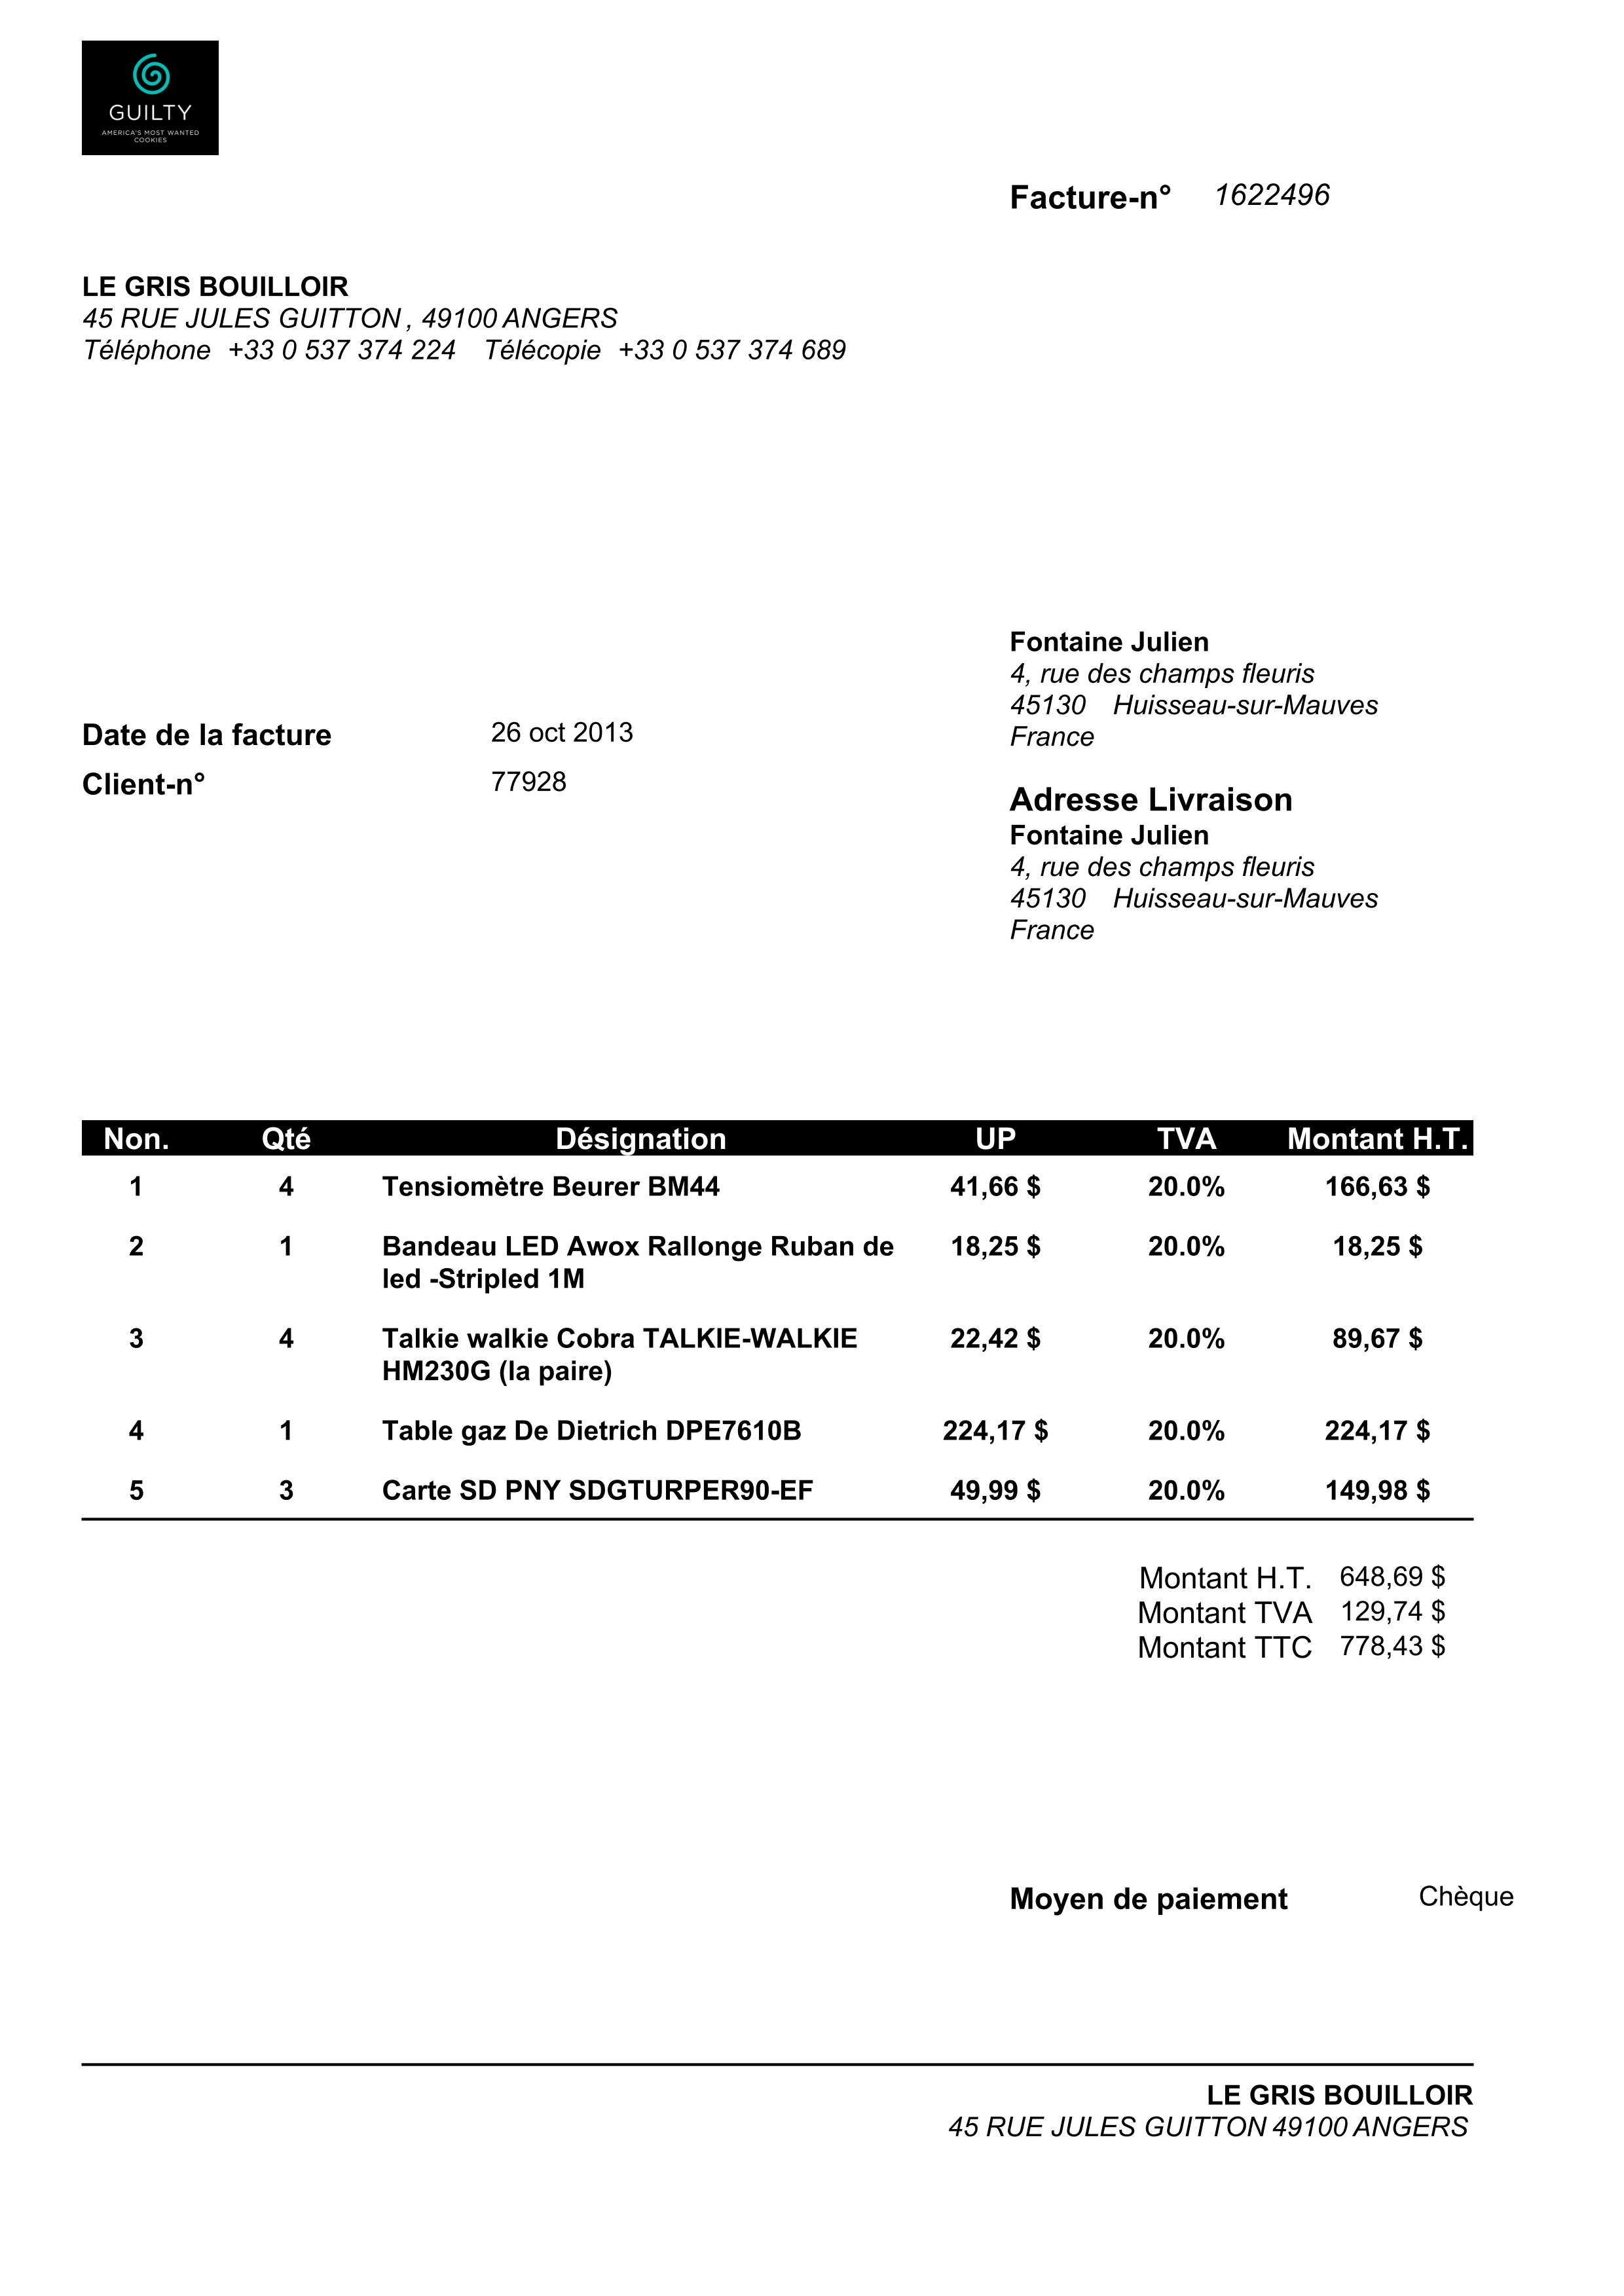 GUILTY
AMERICA'S MOST WANTED
COOKIES
Facture-n° 1622496
LE GRIS BOUILLOIR
45 RUE JULES GUITTON , 49100 ANGERS
Téléphone +33 0 537 374 224 Télécopie +33 0 537 374 689
Fontaine Julien
4, rue des champs fleuris
45130 Huisseau-sur-Mauves
France
Date de la facture 26 oct 2013
Client-n° 77928
Adresse Livraison
Fontaine Julien
4, rue des champs fleuris
45130 Huisseau-sur-Mauves
France
Non. Qté Désignation UP TVA Montant H.T.
1 4 Tensiomètre Beurer BM44 41,66 $ 20.0% 166,63 $
2 1 Bandeau LED Awox Rallonge Ruban de 18,25 $ 20.0% 18,25 $
led -Stripled 1M
3 4 Talkie walkie Cobra TALKIE-WALKIE 22,42 $ 20.0% 89,67 $
HM230G (la paire)
4 1 Table gaz De Dietrich DPE7610B 224,17 $ 20.0% 224,17 $
5 3 Carte SD PNY SDGTURPER90-EF 49,99 $ 20.0% 149,98 $
Montant H.T. 648,69 $
Montant TVA 129,74 $
Montant TTC 778,43 $
Moyen de paiement Chèque
LE GRIS BOUILLOIR
45 RUE JULES GUITTON 49100 ANGERS